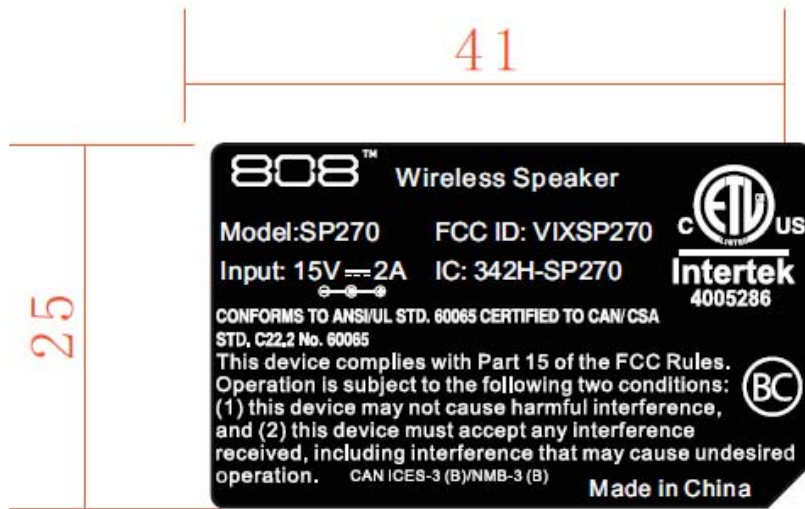 41
25
808™ Wireless Speaker
Model:SP270 FCC ID: VIXSP270
Input: 15V⎓2A IC: 342H-SP270
C ETL LISTED US
Intertek
4005286
CONFORMS TO ANSI/UL STD. 60065 CERTIFIED TO CAN/CSA
STD. C22.2 No. 60065
This device complies with Part 15 of the FCC Rules.
Operation is subject to the following two conditions:
(1) this device may not cause harmful interference,
and (2) this device must accept any interference
received, including interference that may cause undesired
operation. CAN ICES-3 (B)/NMB-3 (B)
BC
Made in China